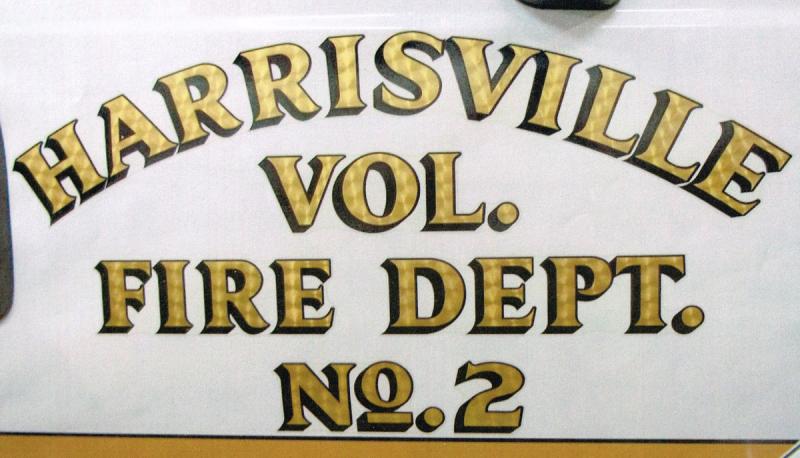 HARRISVILLE
VOL.
FIRE DEPT.
No. 2